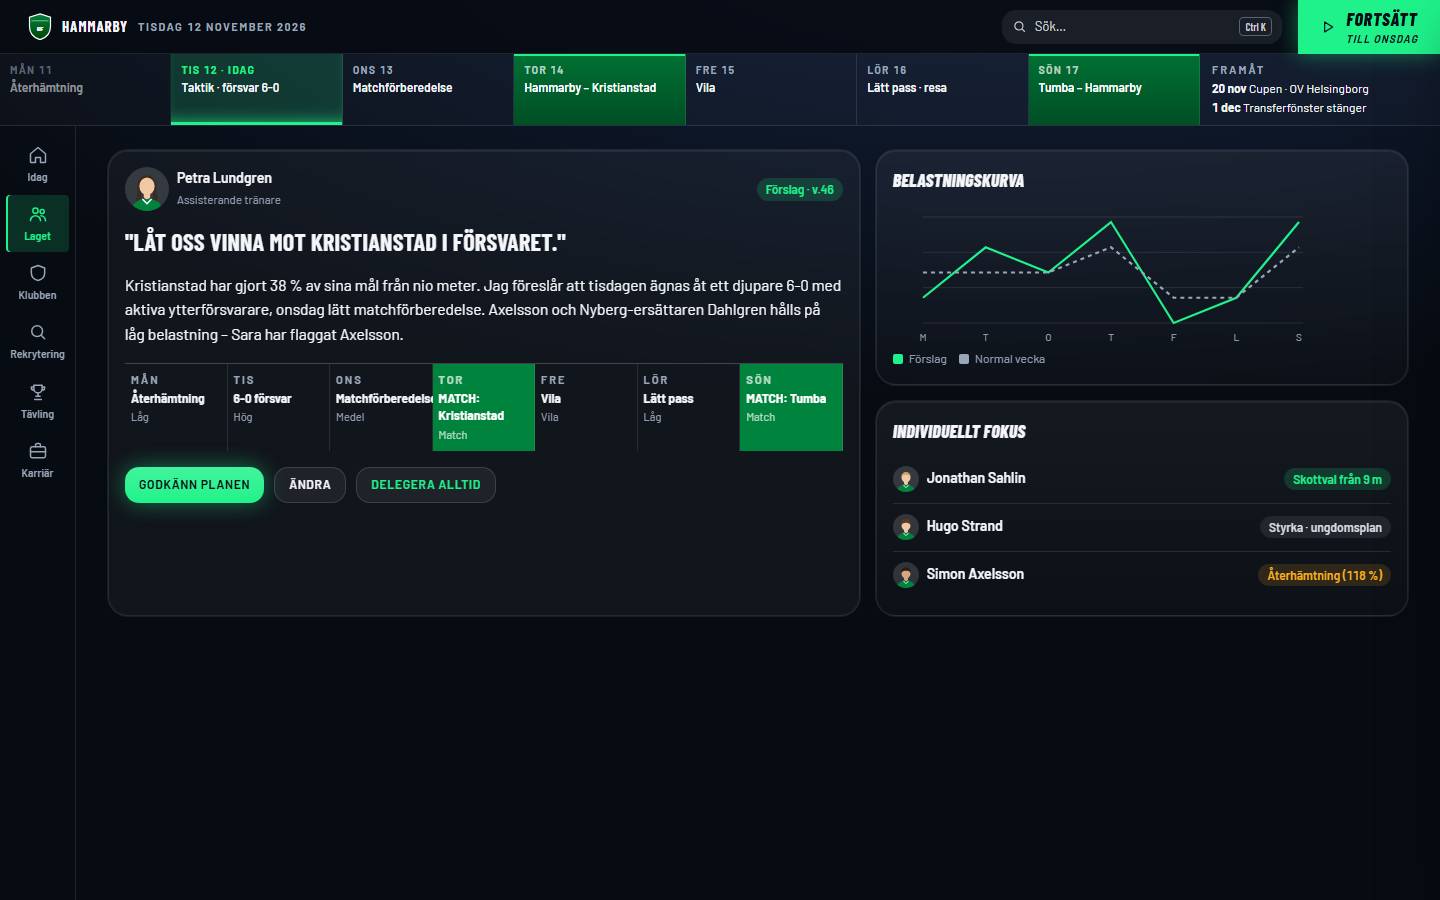 HAMMARBY TISDAG 12 NOVEMBER 2026
Sök... Ctrl K
FORTSÄTT
TILL ONSDAG
MÅN 11
Återhämtning
TIS 12 · IDAG
Taktik · försvar 6-0
ONS 13
Matchförberedelse
TOR 14
Hammarby – Kristianstad
FRE 15
Vila
LÖR 16
Lätt pass · resa
SÖN 17
Tumba – Hammarby
FRAMÅT
20 nov Cupen · OV Helsingborg
1 dec Transferfönster stänger
Idag
Laget
Klubben
Rekrytering
Tävling
Karriär
Petra Lundgren
Assisterande tränare
Förslag · v.46
"LÅT OSS VINNA MOT KRISTIANSTAD I FÖRSVARET."
Kristianstad har gjort 38 % av sina mål från nio meter. Jag föreslår att tisdagen ägnas åt ett djupare 6-0 med
aktiva ytterförsvarare, onsdag lätt matchförberedelse. Axelsson och Nyberg-ersättaren Dahlgren hålls på
låg belastning – Sara har flaggat Axelsson.
MÅN
Återhämtning
Låg
TIS
6-0 försvar
Hög
ONS
Matchförberedelse
Medel
TOR
MATCH:
Kristianstad
Match
FRE
Vila
Vila
LÖR
Lätt pass
Låg
SÖN
MATCH: Tumba
Match
GODKÄNN PLANEN
ÄNDRA
DELEGERA ALLTID
BELASTNINGSKURVA
M T O T F L S
Förslag Normal vecka
INDIVIDUELLT FOKUS
Jonathan Sahlin Skottval från 9 m
Hugo Strand Styrka · ungdomsplan
Simon Axelsson Återhämtning (118 %)